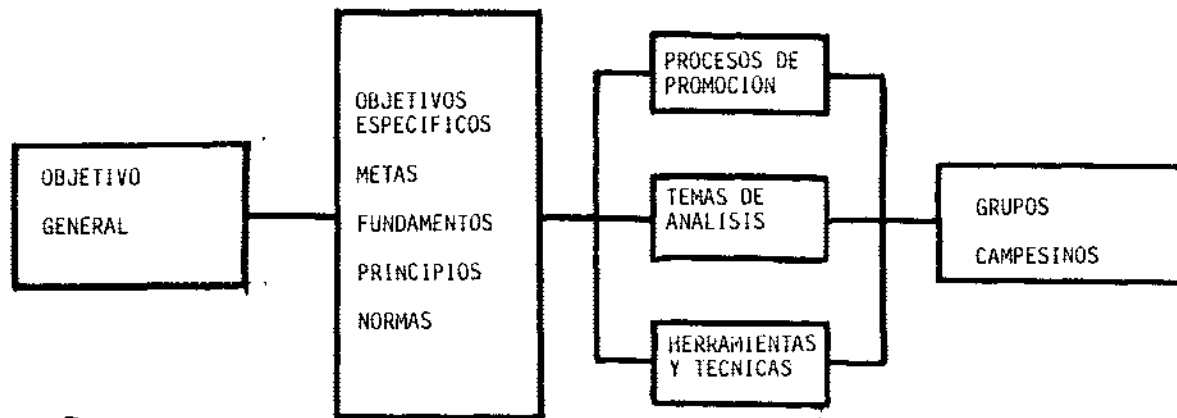 OBJETIVO
GENERAL
OBJETIVOS
ESPECIFICOS
METAS
FUNDAMENTOS
PRINCIPIOS
NORMAS
PROCESOS DE
PROMOCION
TEMAS DE
ANALISIS
HERRAMIENTAS
Y TECNICAS
GRUPOS
CAMPESINOS